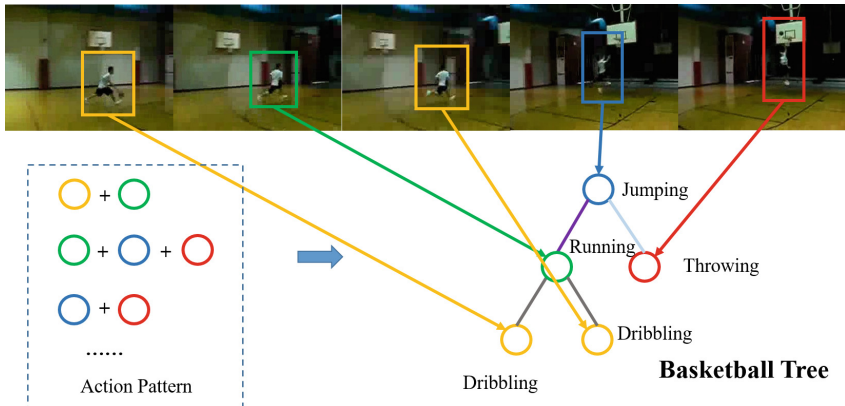 Jumping
Running
Throwing
Dribbling
Dribbling
Basketball Tree
+
+ +
+
......
Action Pattern